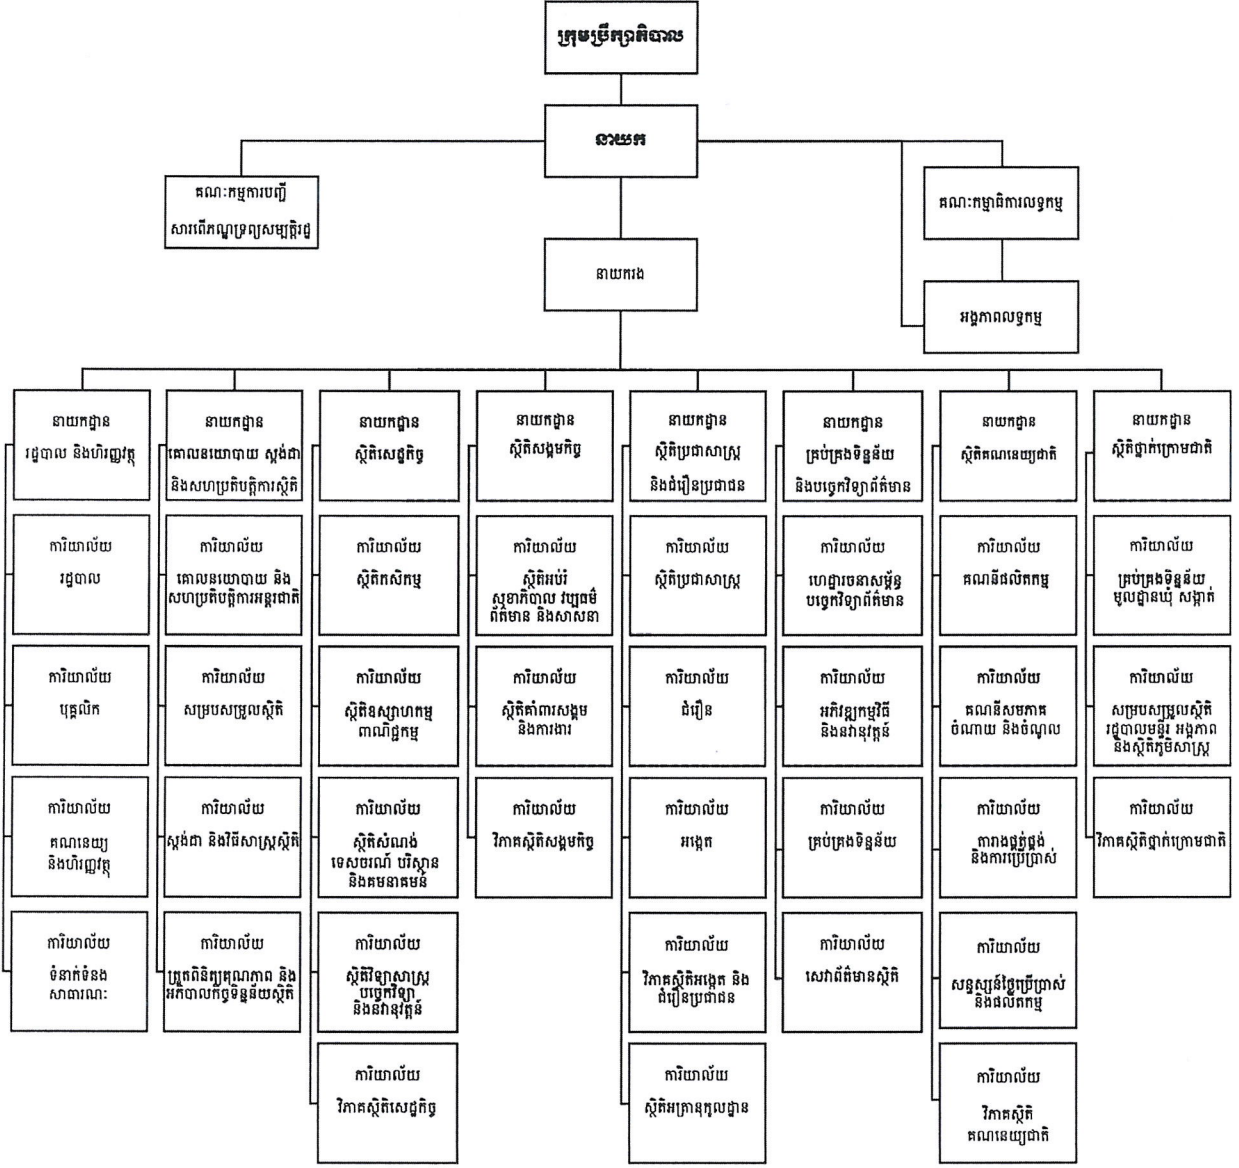 ក្រុមប្រឹក្សាភិបាល
នាយក
គណៈកម្មការបញ្ជី
សារពើភណ្ឌទ្រព្យសម្បត្តិរដ្ឋ
គណៈកម្មាធិការលទ្ធកម្ម
នាយករង
អង្គភាពលទ្ធកម្ម
នាយកដ្ឋាន
រដ្ឋបាល និងហិរញ្ញវត្ថុ
នាយកដ្ឋាន
គោលនយោបាយ ស្តង់ដា
និងសហប្រតិបត្តិការស្ថិតិ
នាយកដ្ឋាន
ស្ថិតិសេដ្ឋកិច្ច
នាយកដ្ឋាន
ស្ថិតិសង្គមកិច្ច
នាយកដ្ឋាន
ស្ថិតិប្រជាសាស្ត្រ
និងជំរឿនប្រជាជន
នាយកដ្ឋាន
គ្រប់គ្រងទិន្នន័យ
និងបច្ចេកវិទ្យាព័ត៌មាន
នាយកដ្ឋាន
ស្ថិតិគណនេយ្យជាតិ
នាយកដ្ឋាន
ស្ថិតិថ្នាក់ក្រោមជាតិ
ការិយាល័យ
រដ្ឋបាល
ការិយាល័យ
គោលនយោបាយ និង
សហប្រតិបត្តិការអន្តរជាតិ
ការិយាល័យ
ស្ថិតិកសិកម្ម
ការិយាល័យ
ស្ថិតិអប់រំ
សុខាភិបាល វប្បធម៌
ព័ត៌មាន និងសាសនា
ការិយាល័យ
ស្ថិតិប្រជាសាស្ត្រ
ការិយាល័យ
ហេដ្ឋារចនាសម្ព័ន្ធ
បច្ចេកវិទ្យាព័ត៌មាន
ការិយាល័យ
គណនីផលិតកម្ម
ការិយាល័យ
គ្រប់គ្រងទិន្នន័យ
មូលដ្ឋានឃុំ សង្កាត់
ការិយាល័យ
បុគ្គលិក
ការិយាល័យ
សម្របសម្រួលស្ថិតិ
ការិយាល័យ
ស្ថិតិឧស្សាហកម្ម
ពាណិជ្ជកម្ម
ការិយាល័យ
ស្ថិតិគាំពារសង្គម
និងការងារ
ការិយាល័យ
ជំរឿន
ការិយាល័យ
អភិវឌ្ឍកម្មវិធី
និងនវានុវត្តន៍
ការិយាល័យ
គណនីសមភាគ
ចំណាយ និងចំណូល
ការិយាល័យ
សម្របសម្រួលស្ថិតិ
រដ្ឋបាលមន្ទីរ អង្គភាព
និងស្ថិតិភូមិសាស្ត្រ
ការិយាល័យ
គណនេយ្យ
និងហិរញ្ញវត្ថុ
ការិយាល័យ
ស្តង់ដា និងវិធីសាស្ត្រស្ថិតិ
ការិយាល័យ
ស្ថិតិសំណង់
ទេសចរណ៍ បរិស្ថាន
និងគមនាគមន៍
ការិយាល័យ
វិភាគស្ថិតិសង្គមកិច្ច
ការិយាល័យ
អង្កេត
ការិយាល័យ
គ្រប់គ្រងទិន្នន័យ
ការិយាល័យ
តារាងផ្គត់ផ្គង់
និងការប្រើប្រាស់
ការិយាល័យ
វិភាគស្ថិតិថ្នាក់ក្រោមជាតិ
ការិយាល័យ
ទំនាក់ទំនង
សាធារណៈ
ការិយាល័យ
ត្រួតពិនិត្យគុណភាព និង
អភិបាលកិច្ចទិន្នន័យស្ថិតិ
ការិយាល័យ
ស្ថិតិវិទ្យាសាស្ត្រ
បច្ចេកវិទ្យា
និងនវានុវត្តន៍
ការិយាល័យ
វិភាគស្ថិតិអង្កេត និង
ជំរឿនប្រជាជន
ការិយាល័យ
សេវាព័ត៌មានស្ថិតិ
ការិយាល័យ
សន្ទស្សន៍ថ្លៃប្រើប្រាស់
និងផលិតកម្ម
ការិយាល័យ
វិភាគស្ថិតិសេដ្ឋកិច្ច
ការិយាល័យ
ស្ថិតិអត្រានុកូលដ្ឋាន
ការិយាល័យ
វិភាគស្ថិតិ
គណនេយ្យជាតិ